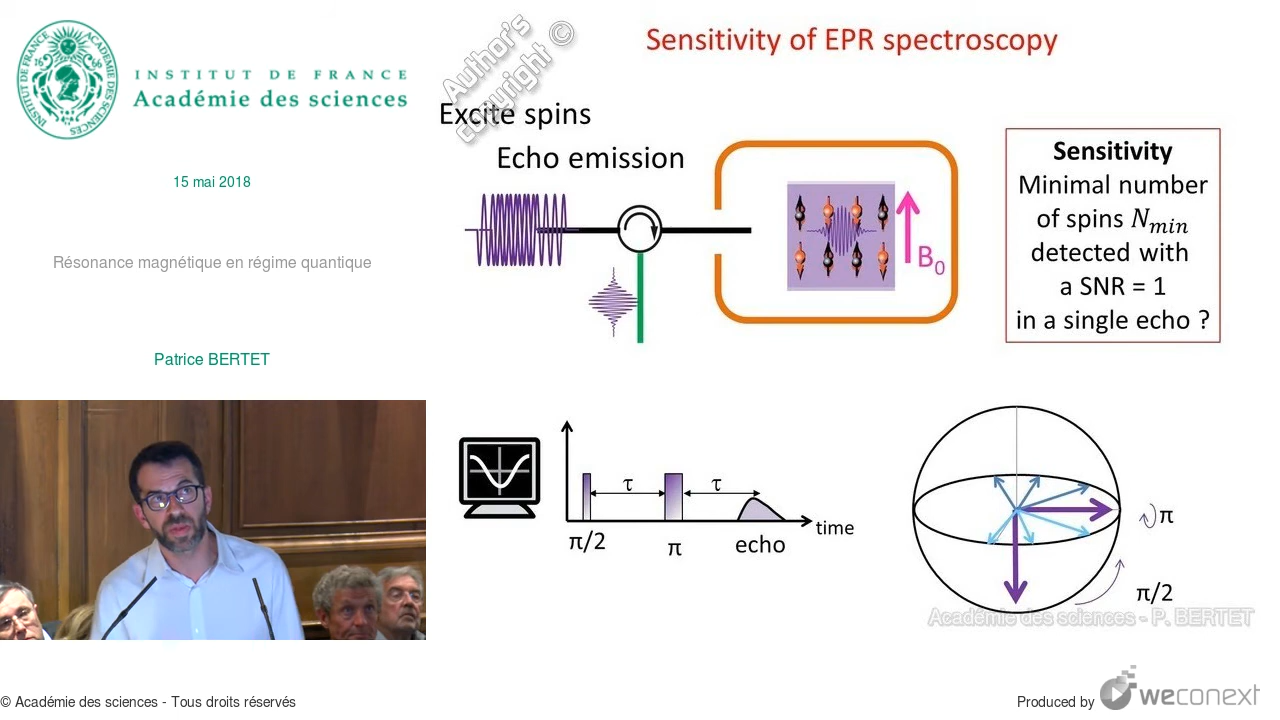 INSTITUT DE FRANCE
Académie des sciences
15 mai 2018
Résonance magnétique en régime quantique
Patrice BERTET
Author's
copyright ©
Sensitivity of EPR spectroscopy
Excite spins
Echo emission
B₀
Sensitivity
Minimal number
of spins Nₘᵢₙ
detected with
a SNR = 1
in a single echo ?
τ
τ
π/2
π
echo
time
π
π/2
Académie des sciences - P. BERTET
© Académie des sciences - Tous droits réservés
Produced by
weconext